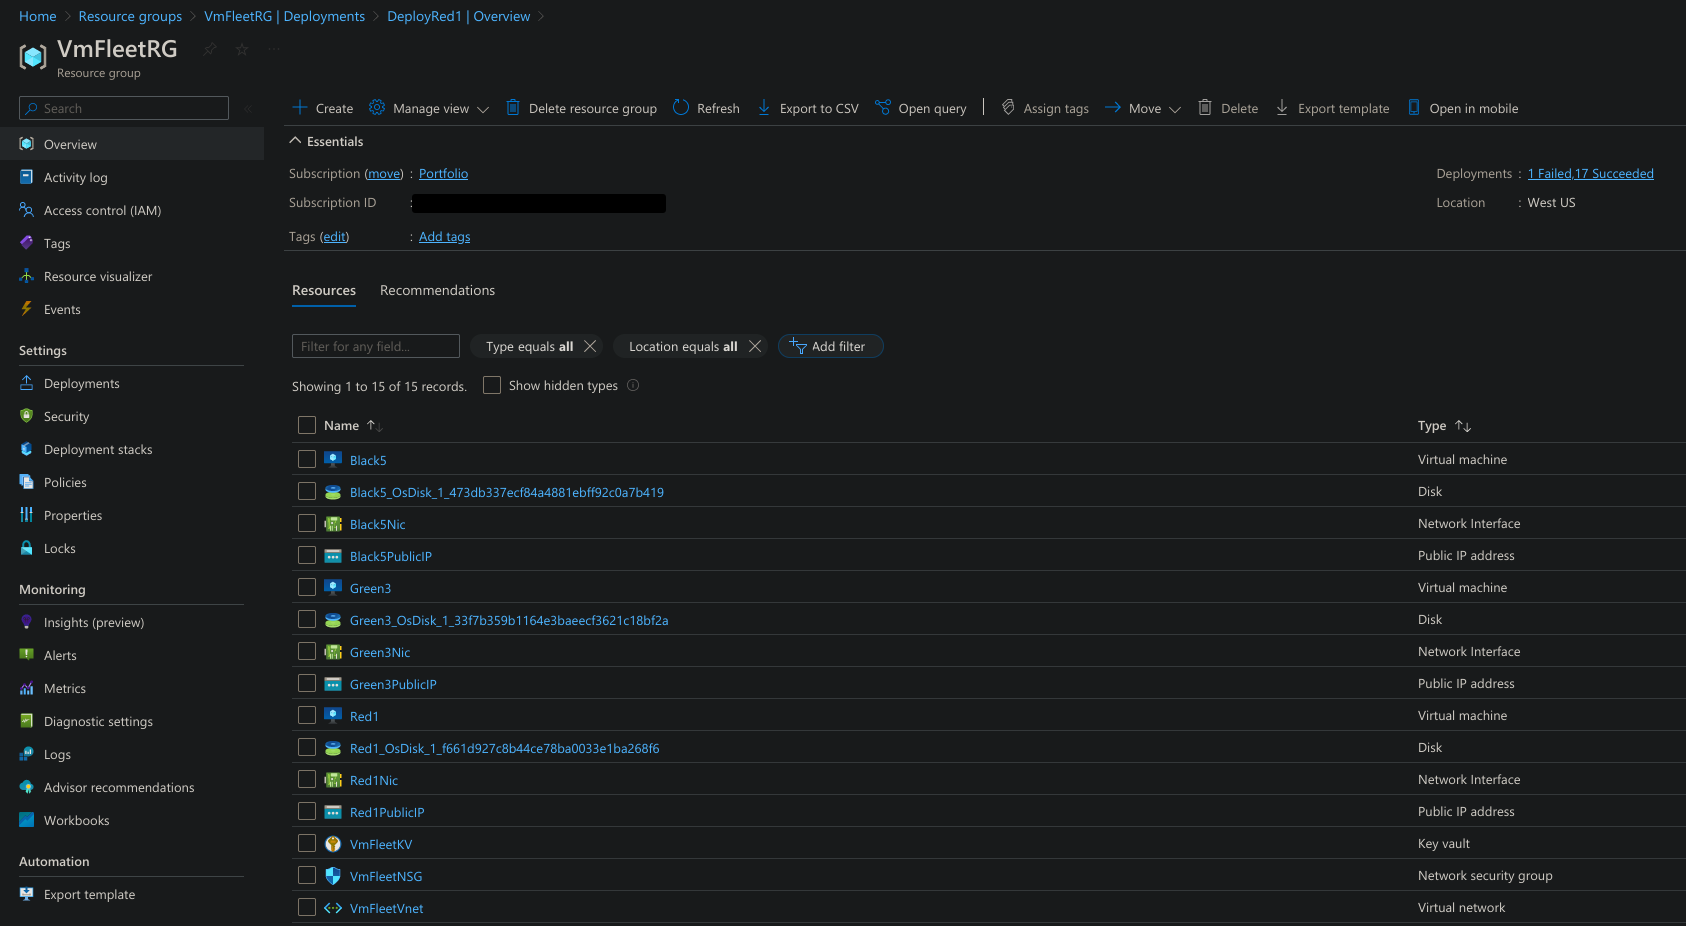 Home > Resource groups > VmFleetRG | Deployments > DeployRed1 | Overview >
VmFleetRG
Resource group
Search
Overview
Activity log
Access control (IAM)
Tags
Resource visualizer
Events
Settings
Deployments
Security
Deployment stacks
Policies
Properties
Locks
Monitoring
Insights (preview)
Alerts
Metrics
Diagnostic settings
Logs
Advisor recommendations
Workbooks
Automation
Export template
Create Manage view Delete resource group Refresh Export to CSV Open query Assign tags Move Delete Export template Open in mobile
Essentials
Subscription (move) : Portfolio
Subscription ID :
Tags (edit) : Add tags
Deployments : 1 Failed,17 Succeeded
Location : West US
Resources Recommendations
Filter for any field... Type equals all Location equals all Add filter
Showing 1 to 15 of 15 records. Show hidden types
Name Type
Black5 Virtual machine
Black5_OsDisk_1_473db337ecf84a4881ebff92c0a7b419 Disk
Black5Nic Network Interface
Black5PublicIP Public IP address
Green3 Virtual machine
Green3_OsDisk_1_33f7b359b1164e3baeecf3621c18bf2a Disk
Green3Nic Network Interface
Green3PublicIP Public IP address
Red1 Virtual machine
Red1_OsDisk_1_f661d927c8b44ce78ba0033e1ba268f6 Disk
Red1Nic Network Interface
Red1PublicIP Public IP address
VmFleetKV Key vault
VmFleetNSG Network security group
VmFleetVnet Virtual network